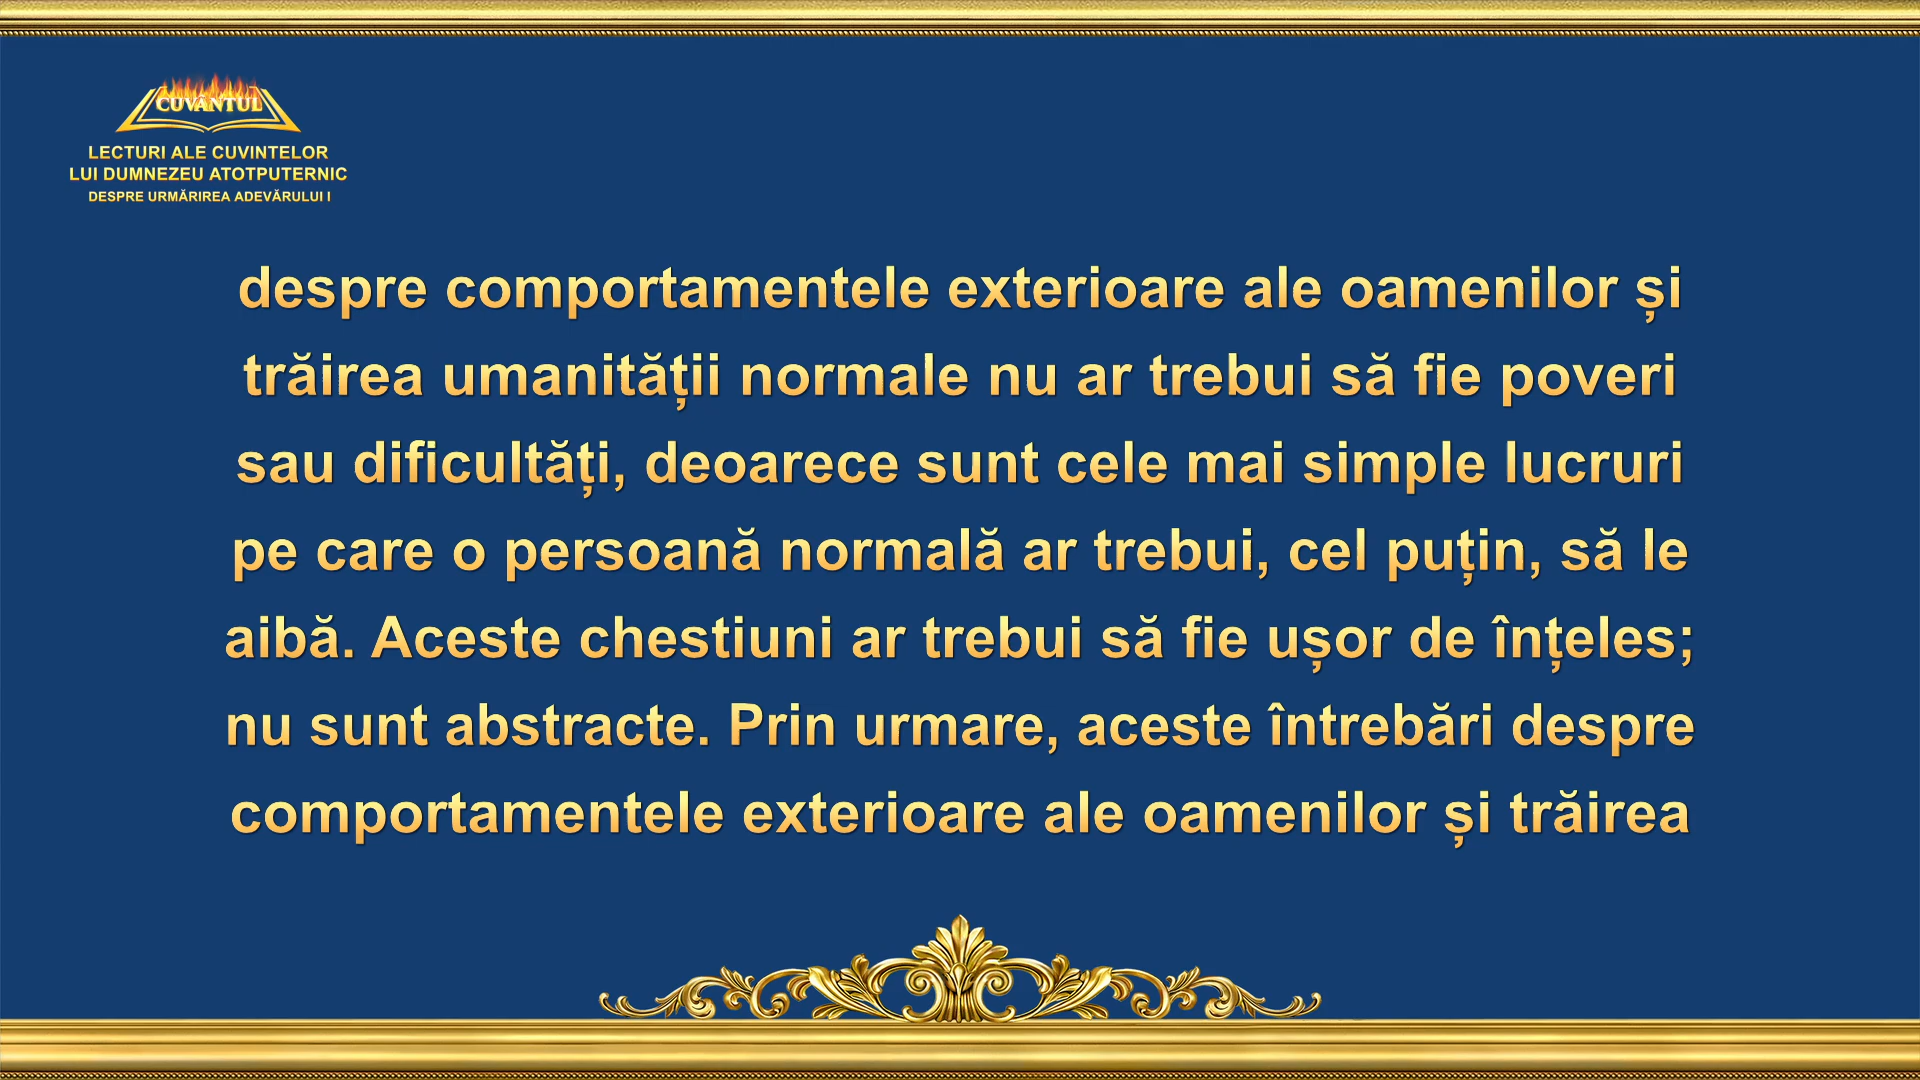 CUVÂNTUL
LECTURI ALE CUVINTELOR
LUI DUMNEZEU ATOTPUTERNIC
DESPRE URMĂRIREA ADEVĂRULUI I
despre comportamentele exterioare ale oamenilor și
trăirea umanității normale nu ar trebui să fie poveri
sau dificultăți, deoarece sunt cele mai simple lucruri
pe care o persoană normală ar trebui, cel puțin, să le
aibă. Aceste chestiuni ar trebui să fie ușor de înțeles;
nu sunt abstracte. Prin urmare, aceste întrebări despre
comportamentele exterioare ale oamenilor și trăirea